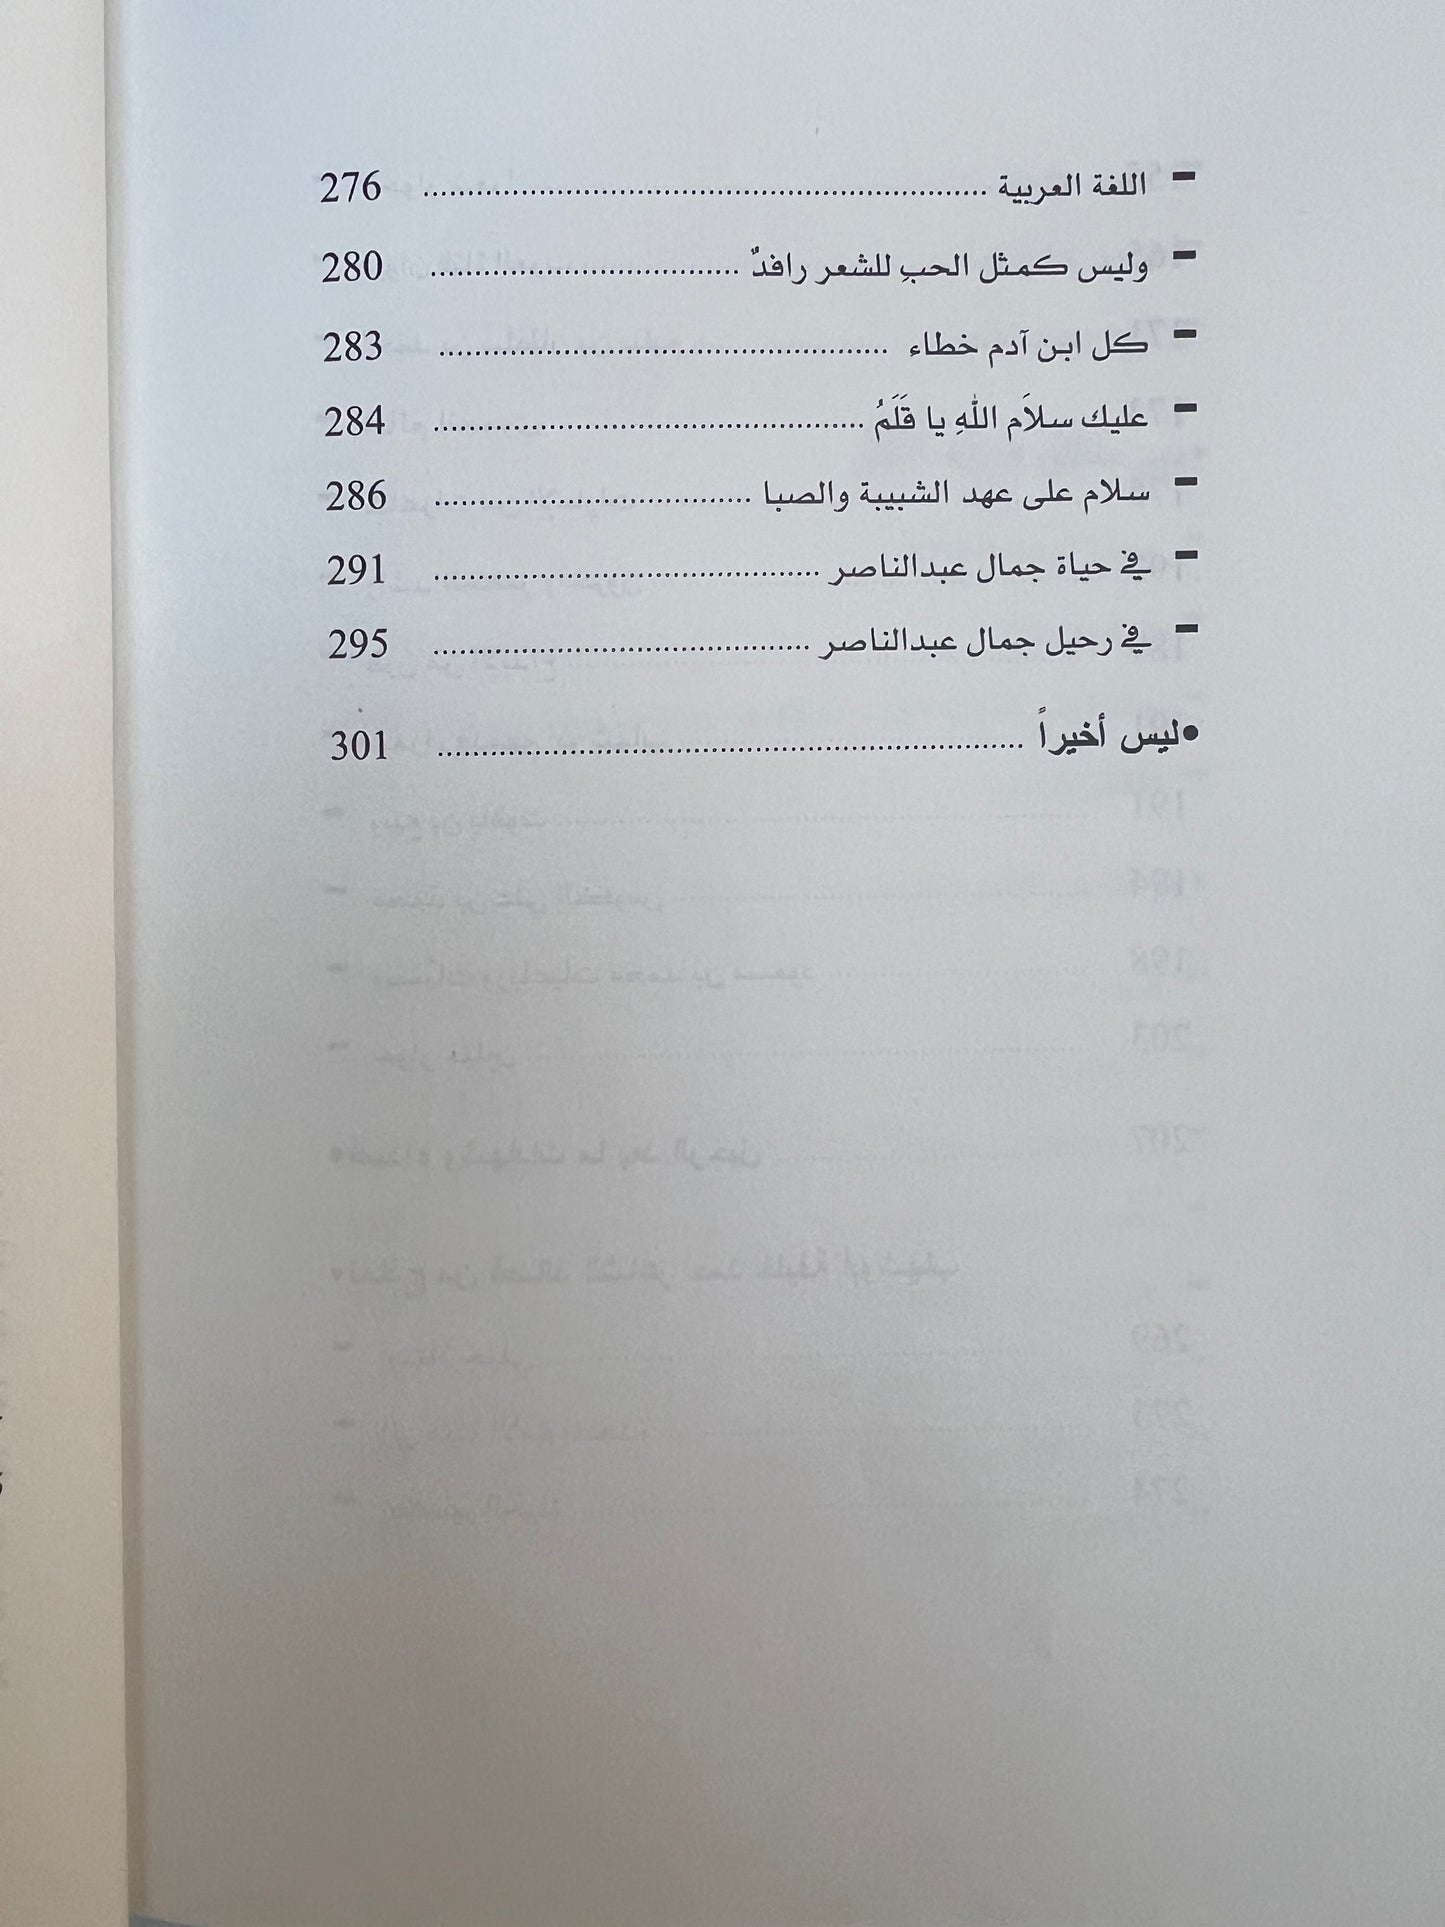 - اللغة العربية ........................................................ 276
- وليس كمثل الحبِ للشعر رافدٌ ................................ 280
- كل ابن آدم خطاء ............................................. 283
- عليك سلاَم اللهِ يا قَلَمُ ........................................... 284
- سلام على عهد الشبيبة والصبا ................................ 286
- في حياة جمال عبدالناصر ....................................... 291
- في رحيل جمال عبدالناصر ...................................... 295
•ليس أخيراً .......................................................... 301